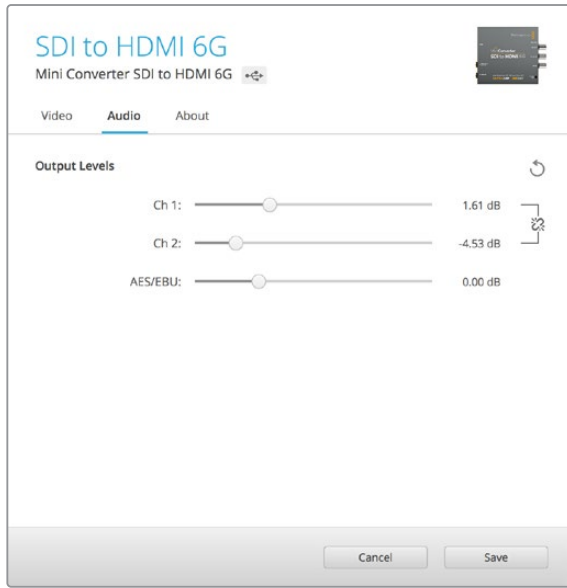 SDI to HDMI 6G
Mini Converter SDI to HDMI 6G
Video Audio About
Output Levels
Ch 1: 1.61 dB
Ch 2: -4.53 dB
AES/EBU: 0.00 dB
Cancel Save